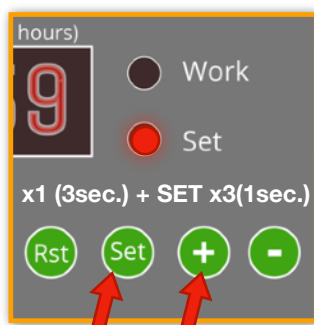 hours)
9
Work
Set
x1 (3sec.) + SET x3(1sec.)
Rst Set + -